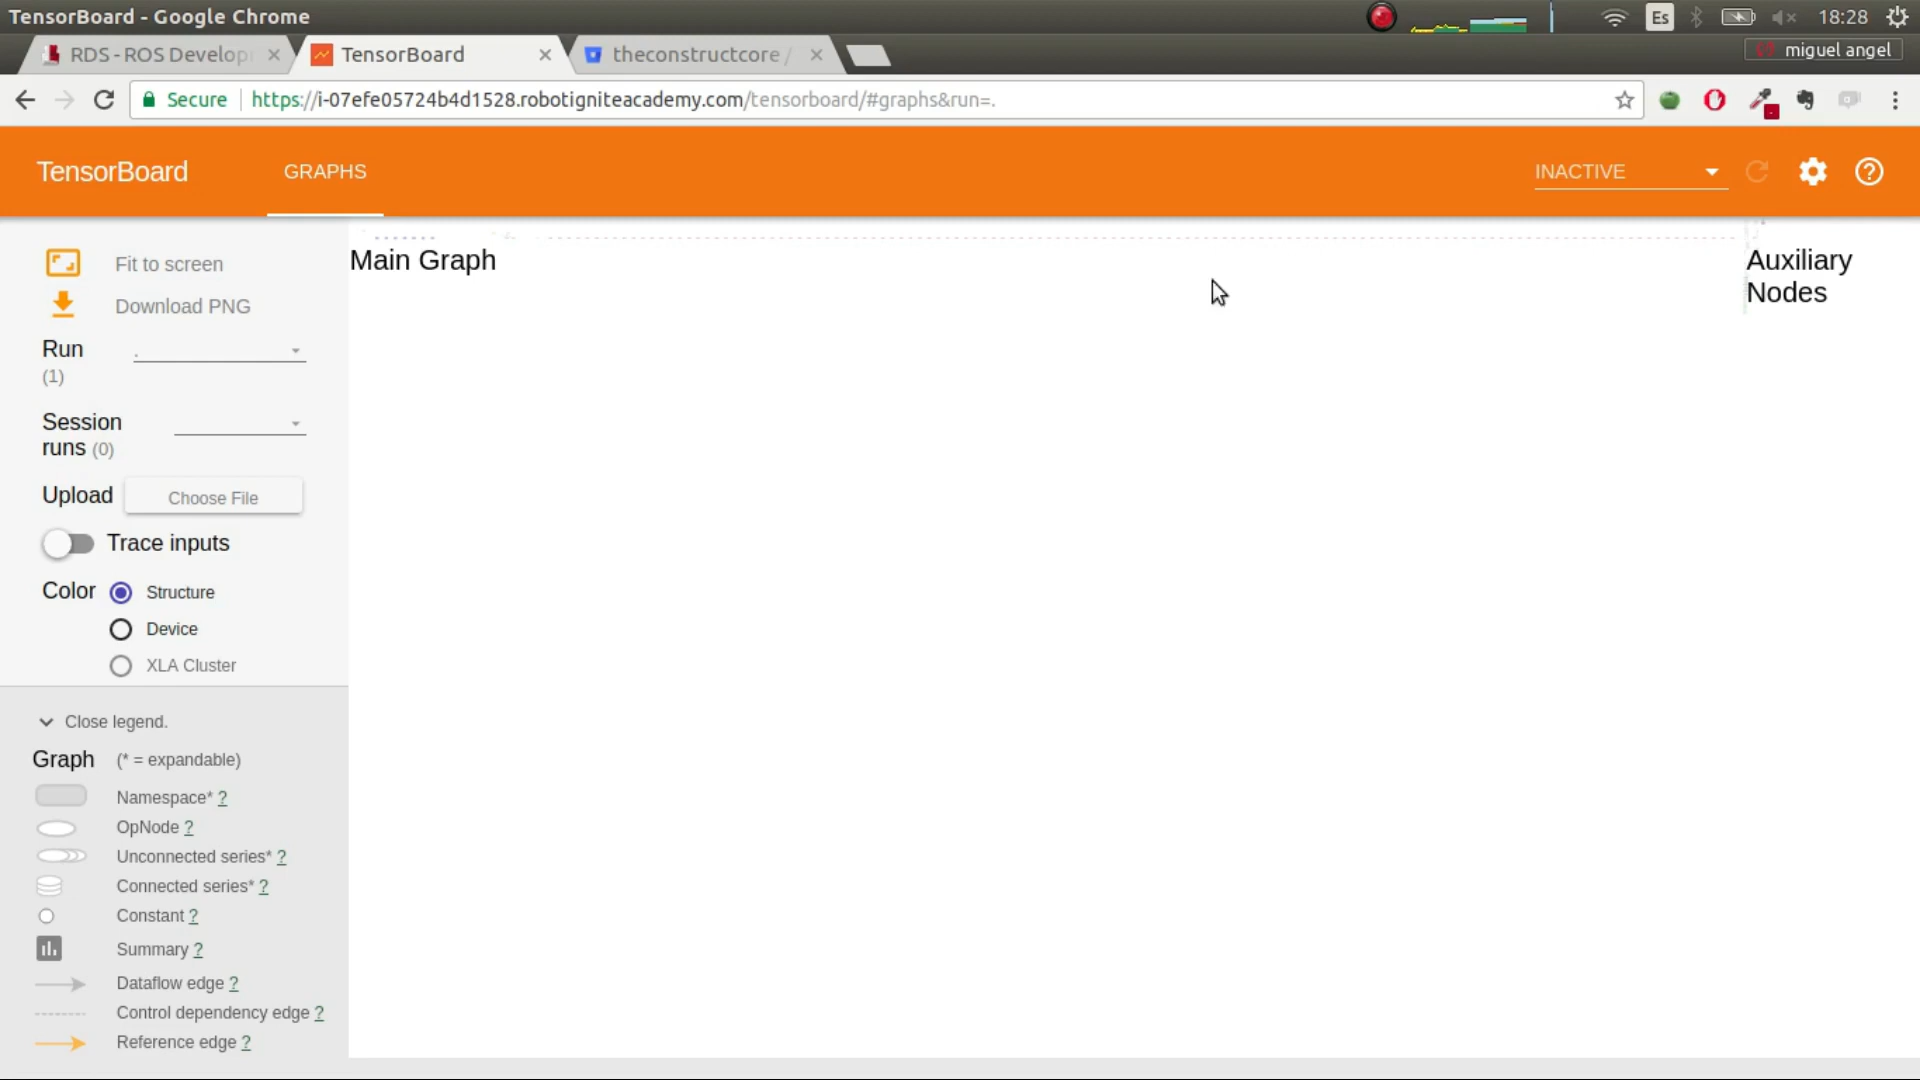 TensorBoard - Google Chrome
Es
18:28
RDS - ROS Develop
TensorBoard
theconstructcore /
miguel angel
Secure
https://i-07efe05724b4d1528.robotigniteacademy.com/tensorboard/#graphs&run=.
TensorBoard
GRAPHS
INACTIVE
Fit to screen
Download PNG
Run
(1)
.
Session
runs (0)
Upload
Choose File
Trace inputs
Color
Structure
Device
XLA Cluster
Close legend.
Graph
(* = expandable)
Namespace* ?
OpNode ?
Unconnected series* ?
Connected series* ?
Constant ?
Summary ?
Dataflow edge ?
Control dependency edge ?
Reference edge ?
Main Graph
Auxiliary
Nodes